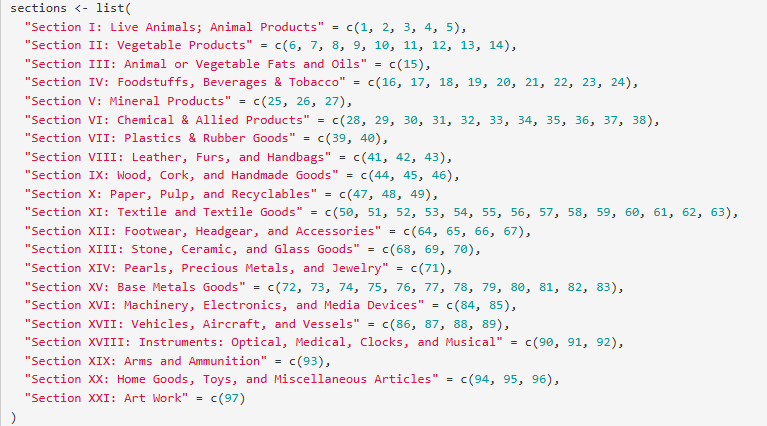 sections <- list(
"Section I: Live Animals; Animal Products" = c(1, 2, 3, 4, 5),
"Section II: Vegetable Products" = c(6, 7, 8, 9, 10, 11, 12, 13, 14),
"Section III: Animal or Vegetable Fats and Oils" = c(15),
"Section IV: Foodstuffs, Beverages & Tobacco" = c(16, 17, 18, 19, 20, 21, 22, 23, 24),
"Section V: Mineral Products" = c(25, 26, 27),
"Section VI: Chemical & Allied Products" = c(28, 29, 30, 31, 32, 33, 34, 35, 36, 37, 38),
"Section VII: Plastics & Rubber Goods" = c(39, 40),
"Section VIII: Leather, Furs, and Handbags" = c(41, 42, 43),
"Section IX: Wood, Cork, and Handmade Goods" = c(44, 45, 46),
"Section X: Paper, Pulp, and Recyclables" = c(47, 48, 49),
"Section XI: Textile and Textile Goods" = c(50, 51, 52, 53, 54, 55, 56, 57, 58, 59, 60, 61, 62, 63),
"Section XII: Footwear, Headgear, and Accessories" = c(64, 65, 66, 67),
"Section XIII: Stone, Ceramic, and Glass Goods" = c(68, 69, 70),
"Section XIV: Pearls, Precious Metals, and Jewelry" = c(71),
"Section XV: Base Metals Goods" = c(72, 73, 74, 75, 76, 77, 78, 79, 80, 81, 82, 83),
"Section XVI: Machinery, Electronics, and Media Devices" = c(84, 85),
"Section XVII: Vehicles, Aircraft, and Vessels" = c(86, 87, 88, 89),
"Section XVIII: Instruments: Optical, Medical, Clocks, and Musical" = c(90, 91, 92),
"Section XIX: Arms and Ammunition" = c(93),
"Section XX: Home Goods, Toys, and Miscellaneous Articles" = c(94, 95, 96),
"Section XXI: Art Work" = c(97)
)